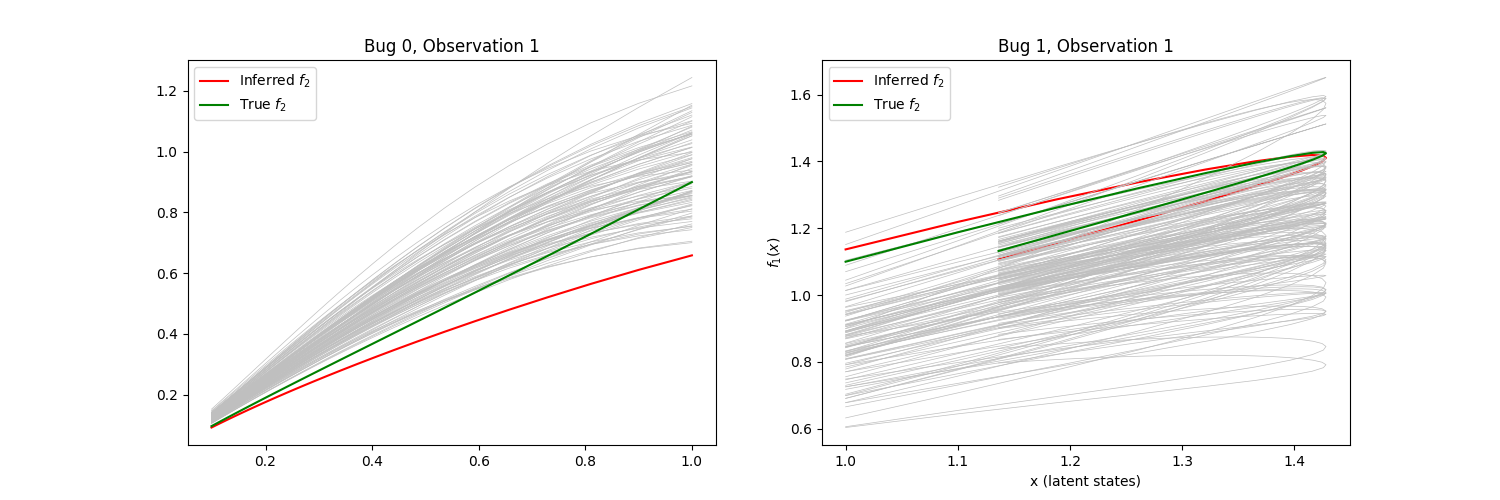 Bug 0, Observation 1
Inferred f₂
True f₂
1.2
1.0
0.8
0.6
0.4
0.2
0.2 0.4 0.6 0.8 1.0
Bug 1, Observation 1
Inferred f₂
True f₂
f₁(x)
1.6
1.4
1.2
1.0
0.8
0.6
1.0 1.1 1.2 1.3 1.4
x (latent states)